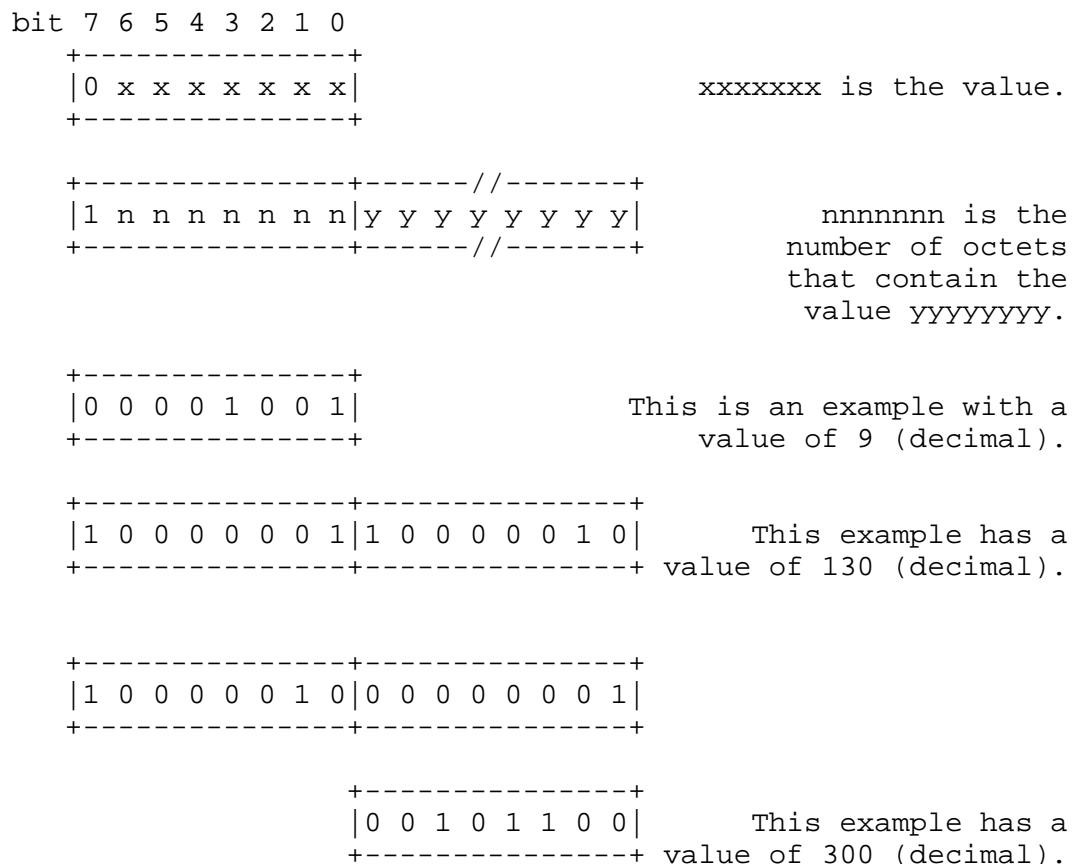 bit 7 6 5 4 3 2 1 0
+---------------+
|0 x x x x x x x| xxxxxxx is the value.
+---------------+
+---------------+------//-------+
|1 n n n n n n n|y y y y y y y y| nnnnnnn is the
+---------------+------//-------+ number of octets
that contain the
value yyyyyyyy.
+---------------+
|0 0 0 0 1 0 0 1| This is an example with a
+---------------+ value of 9 (decimal).
+---------------+---------------+
|1 0 0 0 0 0 0 1|1 0 0 0 0 0 1 0| This example has a
+---------------+---------------+ value of 130 (decimal).
+---------------+---------------+
|1 0 0 0 0 0 1 0|0 0 0 0 0 0 0 1|
+---------------+---------------+
+---------------+
|0 0 1 0 1 1 0 0| This example has a
+---------------+ value of 300 (decimal).